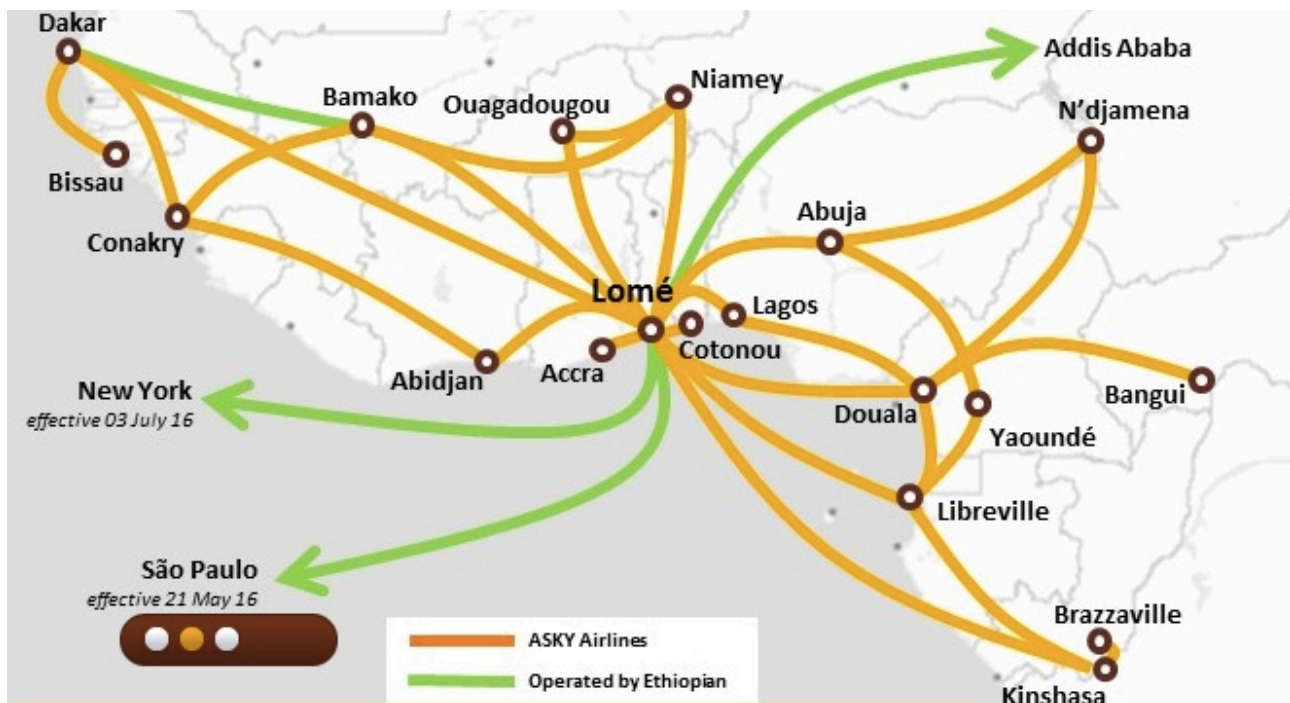 Dakar
Addis Ababa
Niamey
Bamako
Ouagadougou
N'djamena
Bissau
Abuja
Conakry
Lomé
Lagos
Cotonou
Accra
Abidjan
New York
effective 03 July 16
Douala
Bangui
Yaoundé
Libreville
São Paulo
effective 21 May 16
Brazzaville
Kinshasa
ASKY Airlines
Operated by Ethiopian